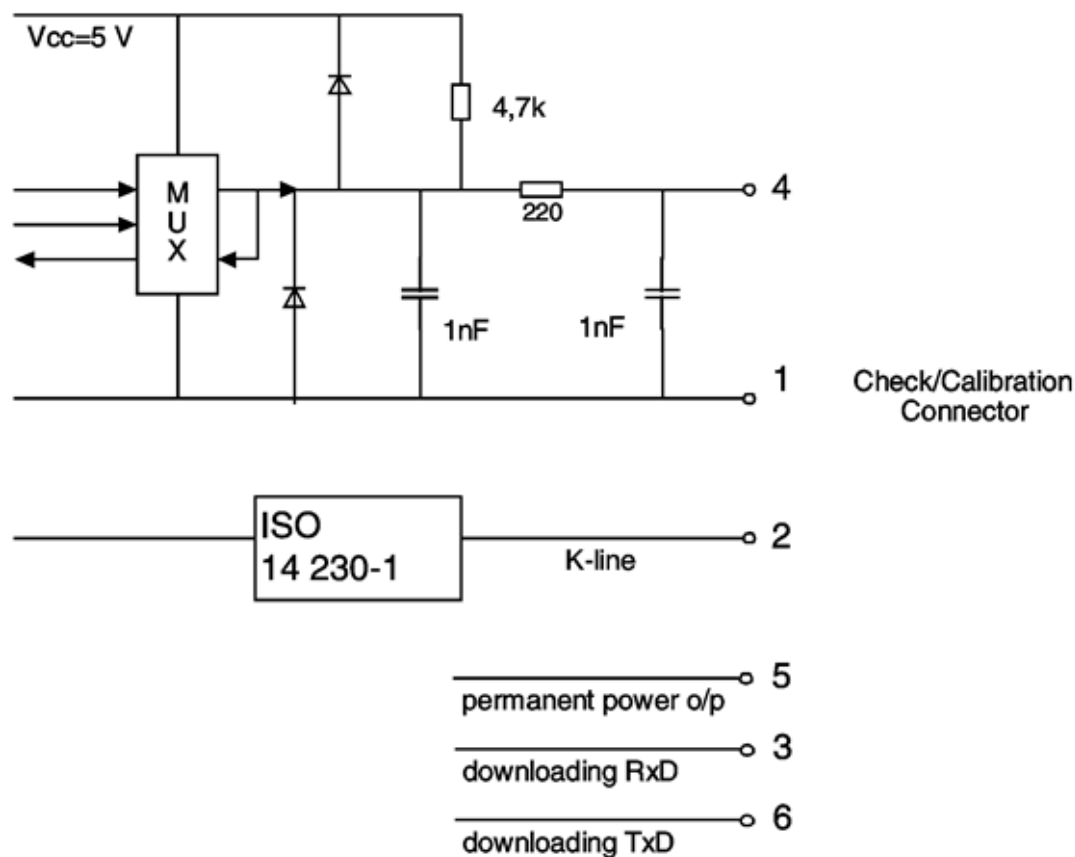 Vcc=5 V
4,7k
M
U
X
4
220
1nF
1nF
1
Check/Calibration
Connector
ISO
14 230-1
K-line
2
5
permanent power o/p
3
downloading RxD
6
downloading TxD